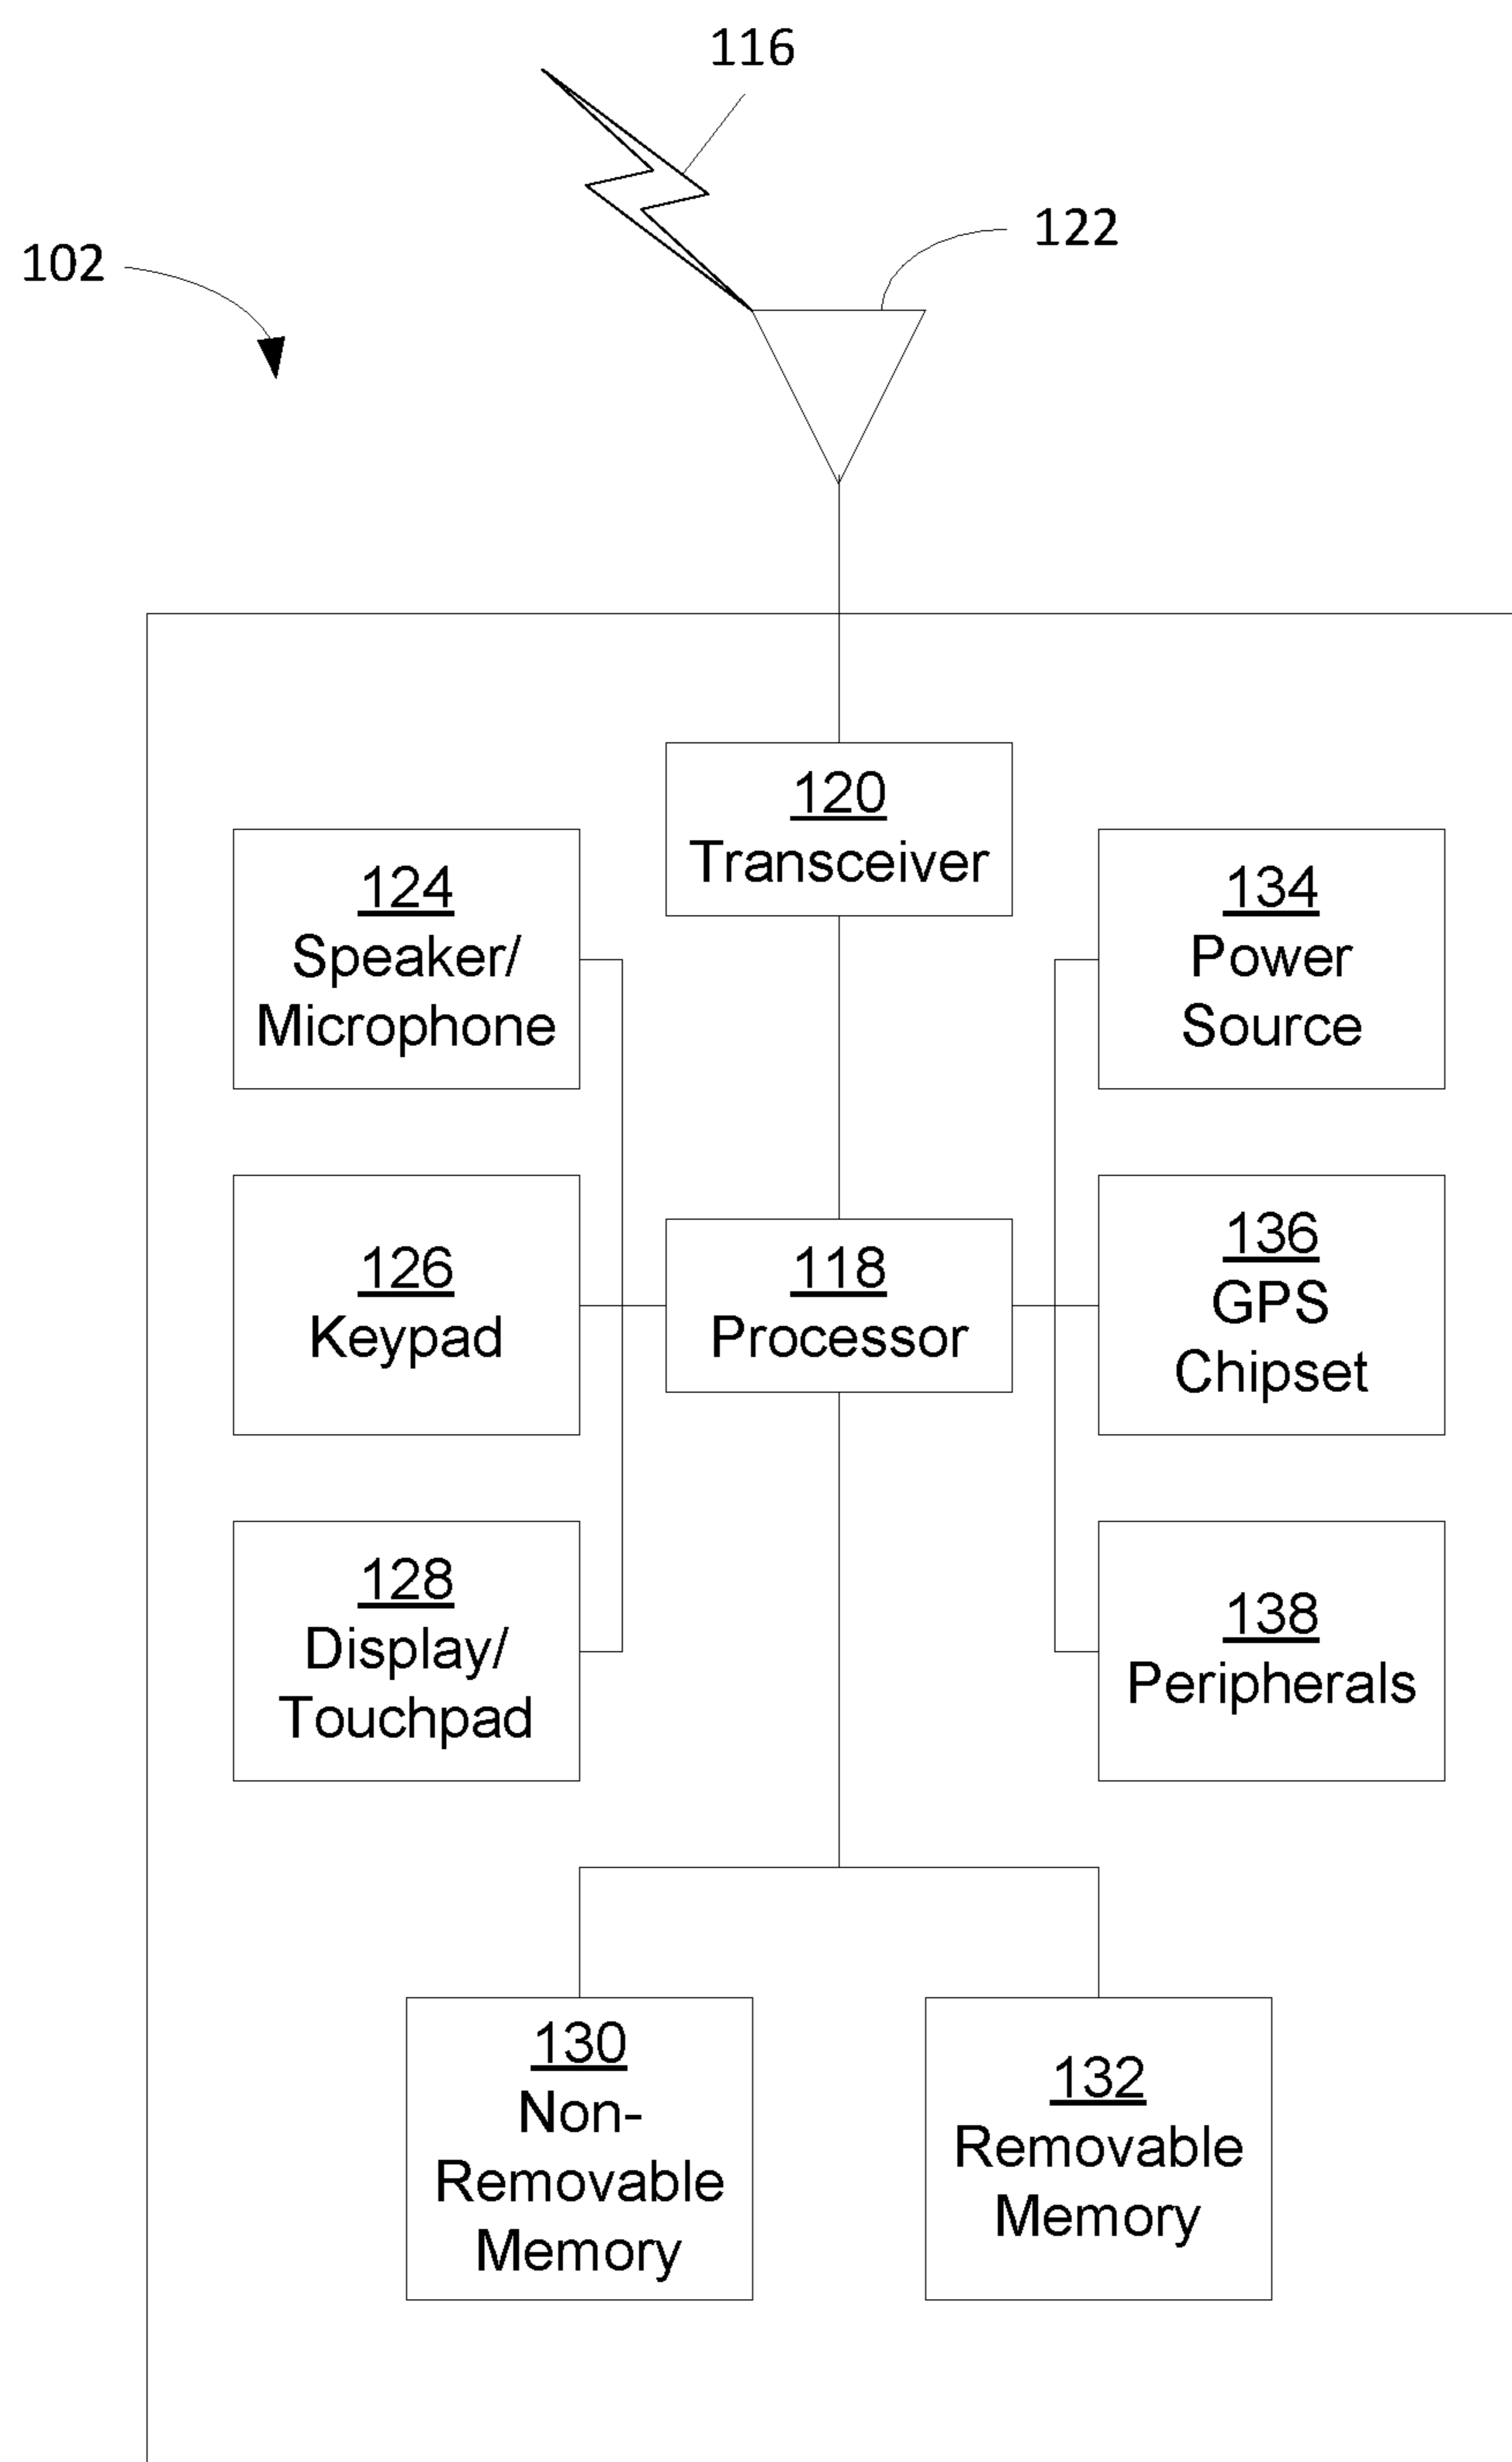 116
122
102
120
Transceiver
124
Speaker/
Microphone
134
Power
Source
126
Keypad
118
Processor
136
GPS
Chipset
128
Display/
Touchpad
138
Peripherals
130
Non-
Removable
Memory
132
Removable
Memory